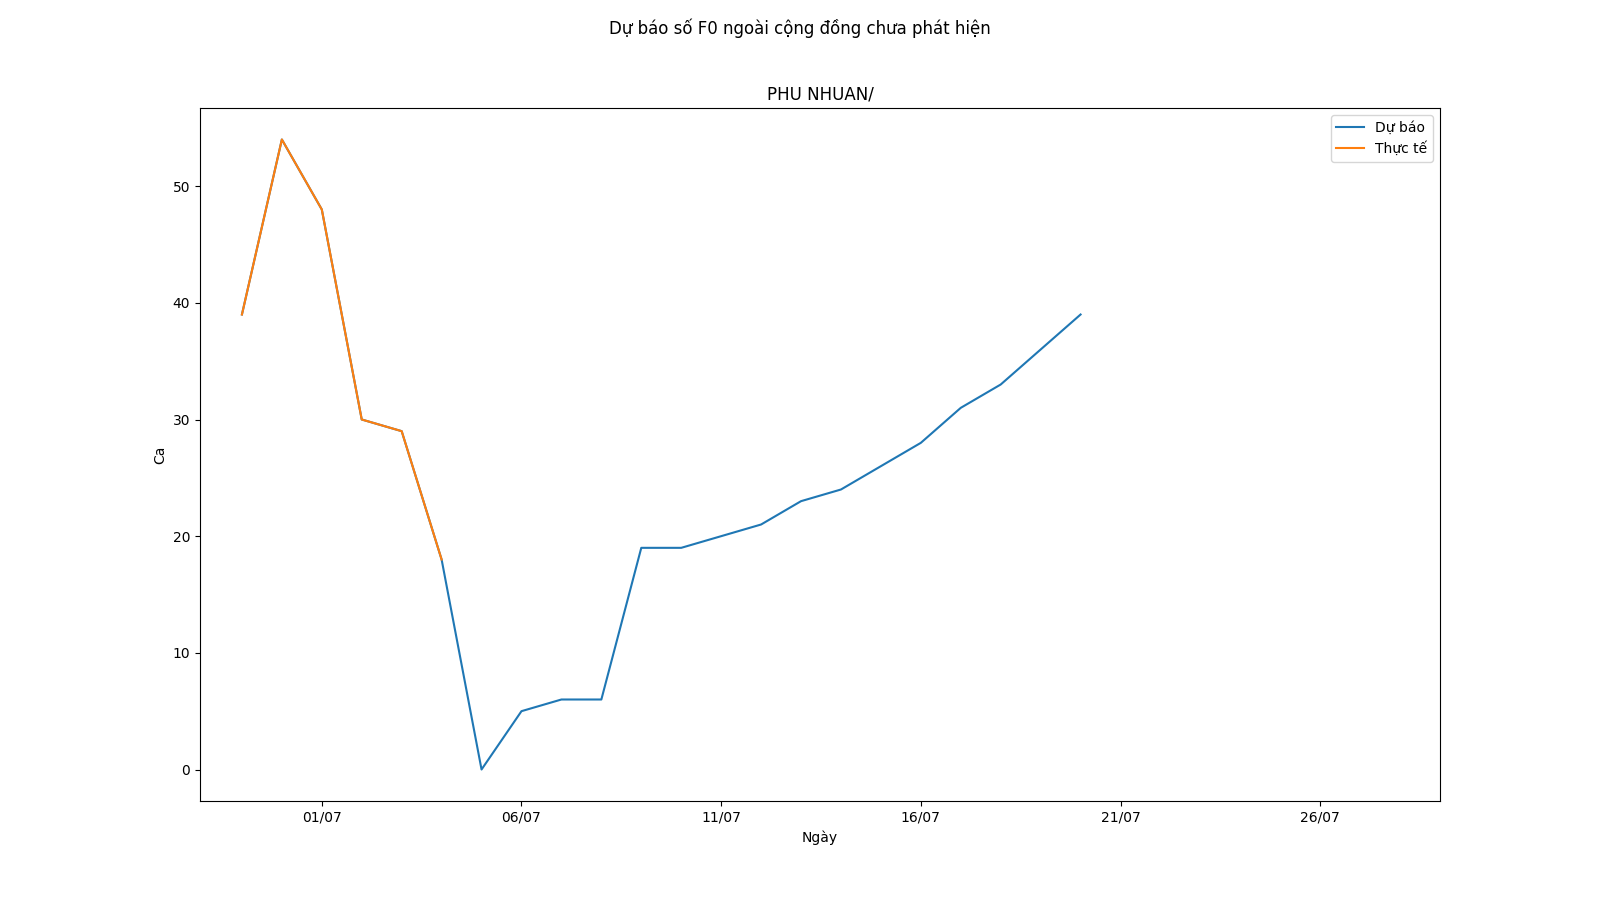 Dự báo số F0 ngoài cộng đồng chưa phát hiện
PHU NHUAN/
Dự báo
Thực tế
50
40
30
20
10
0
Ca
01/07
06/07
11/07
16/07
21/07
26/07
Ngày